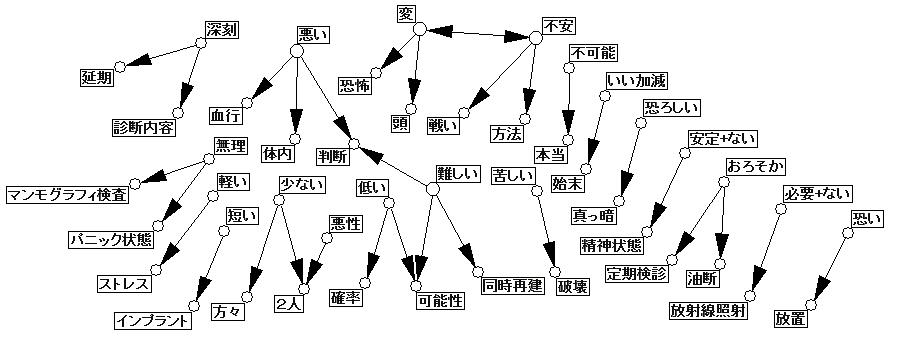 深刻
延期
診断内容
悪い
血行
体内
判断
変
恐怖
頭
不安
戦い
方法
不可能
本当
いい加減
始末
恐ろしい
真っ暗
安定+ない
精神状態
おろそか
定期検診
油断
必要+ない
放射線照射
恐い
放置
無理
マンモグラフィ検査
パニック状態
軽い
ストレス
短い
インプラント
少ない
方々
2人
悪性
低い
確率
可能性
難しい
同時再建
苦しい
破壊